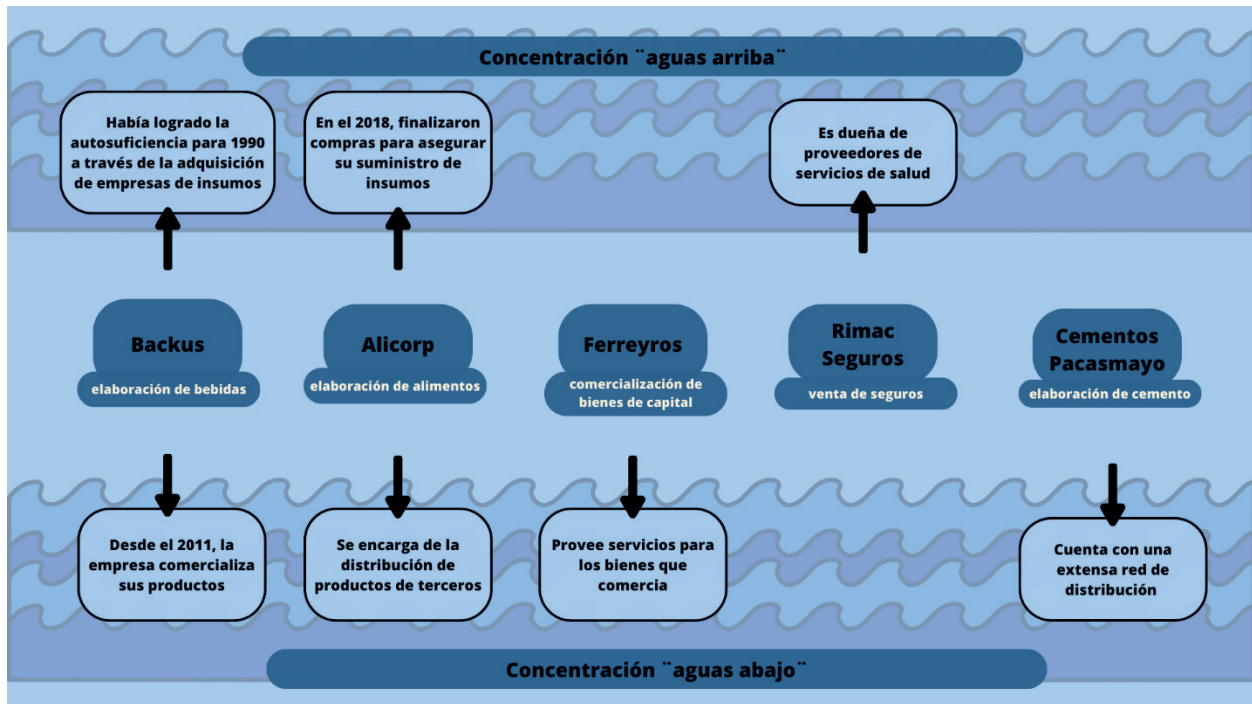 Concentración ¨aguas arriba¨
Había logrado la
autosuficiencia para 1990
a través de la adquisición
de empresas de insumos
En el 2018, finalizaron
compras para asegurar
su suministro de
insumos
Es dueña de
proveedores de
servicios de salud
Backus
elaboración de bebidas
Alicorp
elaboración de alimentos
Ferreyros
comercialización de
bienes de capital
Rimac
Seguros
venta de seguros
Cementos
Pacasmayo
elaboración de cemento
Desde el 2011, la
empresa comercializa
sus productos
Se encarga de la
distribución de
productos de terceros
Provee servicios para
los bienes que
comercia
Cuenta con una
extensa red de
distribución
Concentración ¨aguas abajo¨